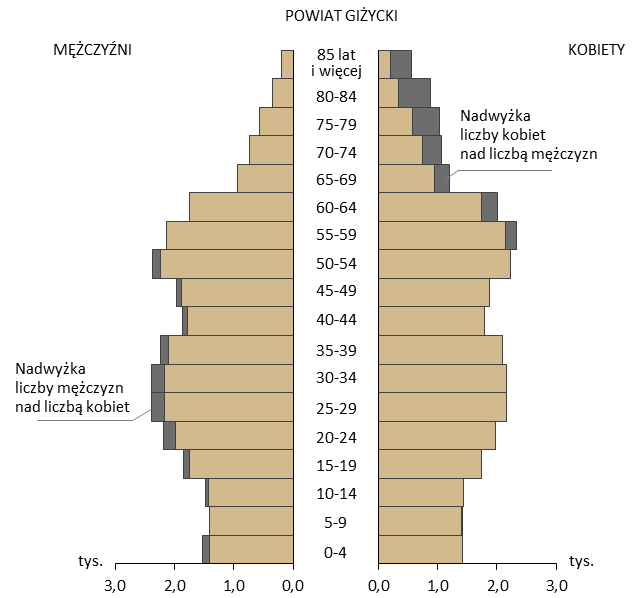 POWIAT GIŻYCKI
MĘŻCZYŹNI
KOBIETY
85 lat
i więcej
80-84
75-79
70-74
65-69
60-64
55-59
50-54
45-49
40-44
35-39
30-34
25-29
20-24
15-19
10-14
5-9
0-4
Nadwyżka
liczby kobiet
nad liczbą mężczyzn
Nadwyżka
liczby mężczyzn
nad liczbą kobiet
tys.
tys.
3,0 2,0 1,0 0,0
0,0 1,0 2,0 3,0